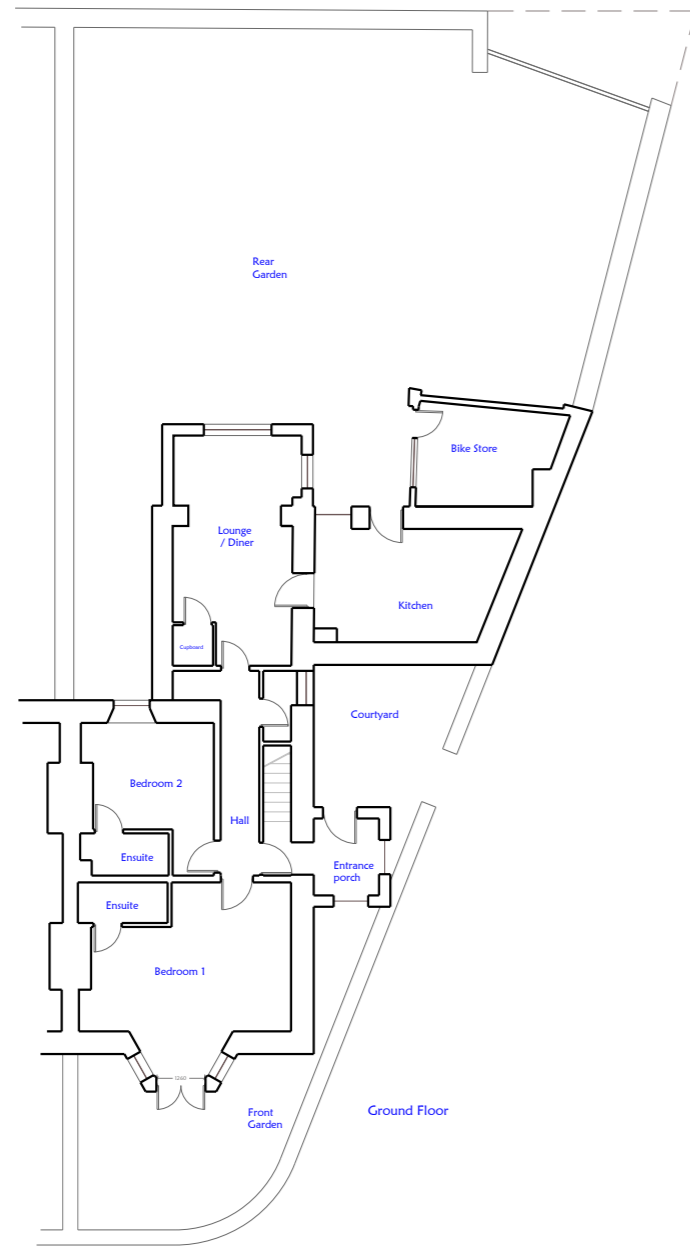 Rear
Garden
Bike Store
Lounge
/ Diner
Kitchen
Cupboard
Courtyard
Bedroom 2
Hall
Ensuite
Entrance
porch
Ensuite
Bedroom 1
1260
Front
Garden
Ground Floor